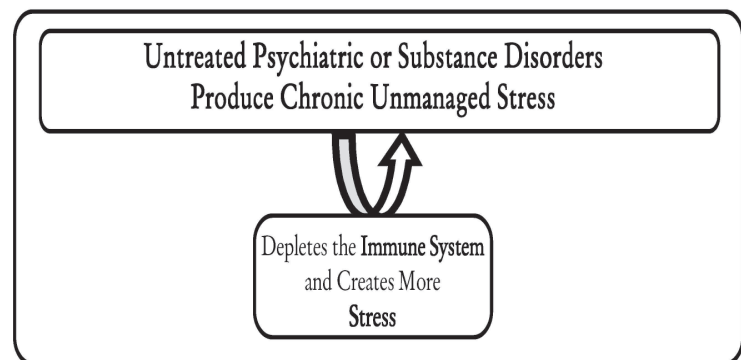 Untreated Psychiatric or Substance Disorders
Produce Chronic Unmanaged Stress
Depletes the Immune System
and Creates More
Stress